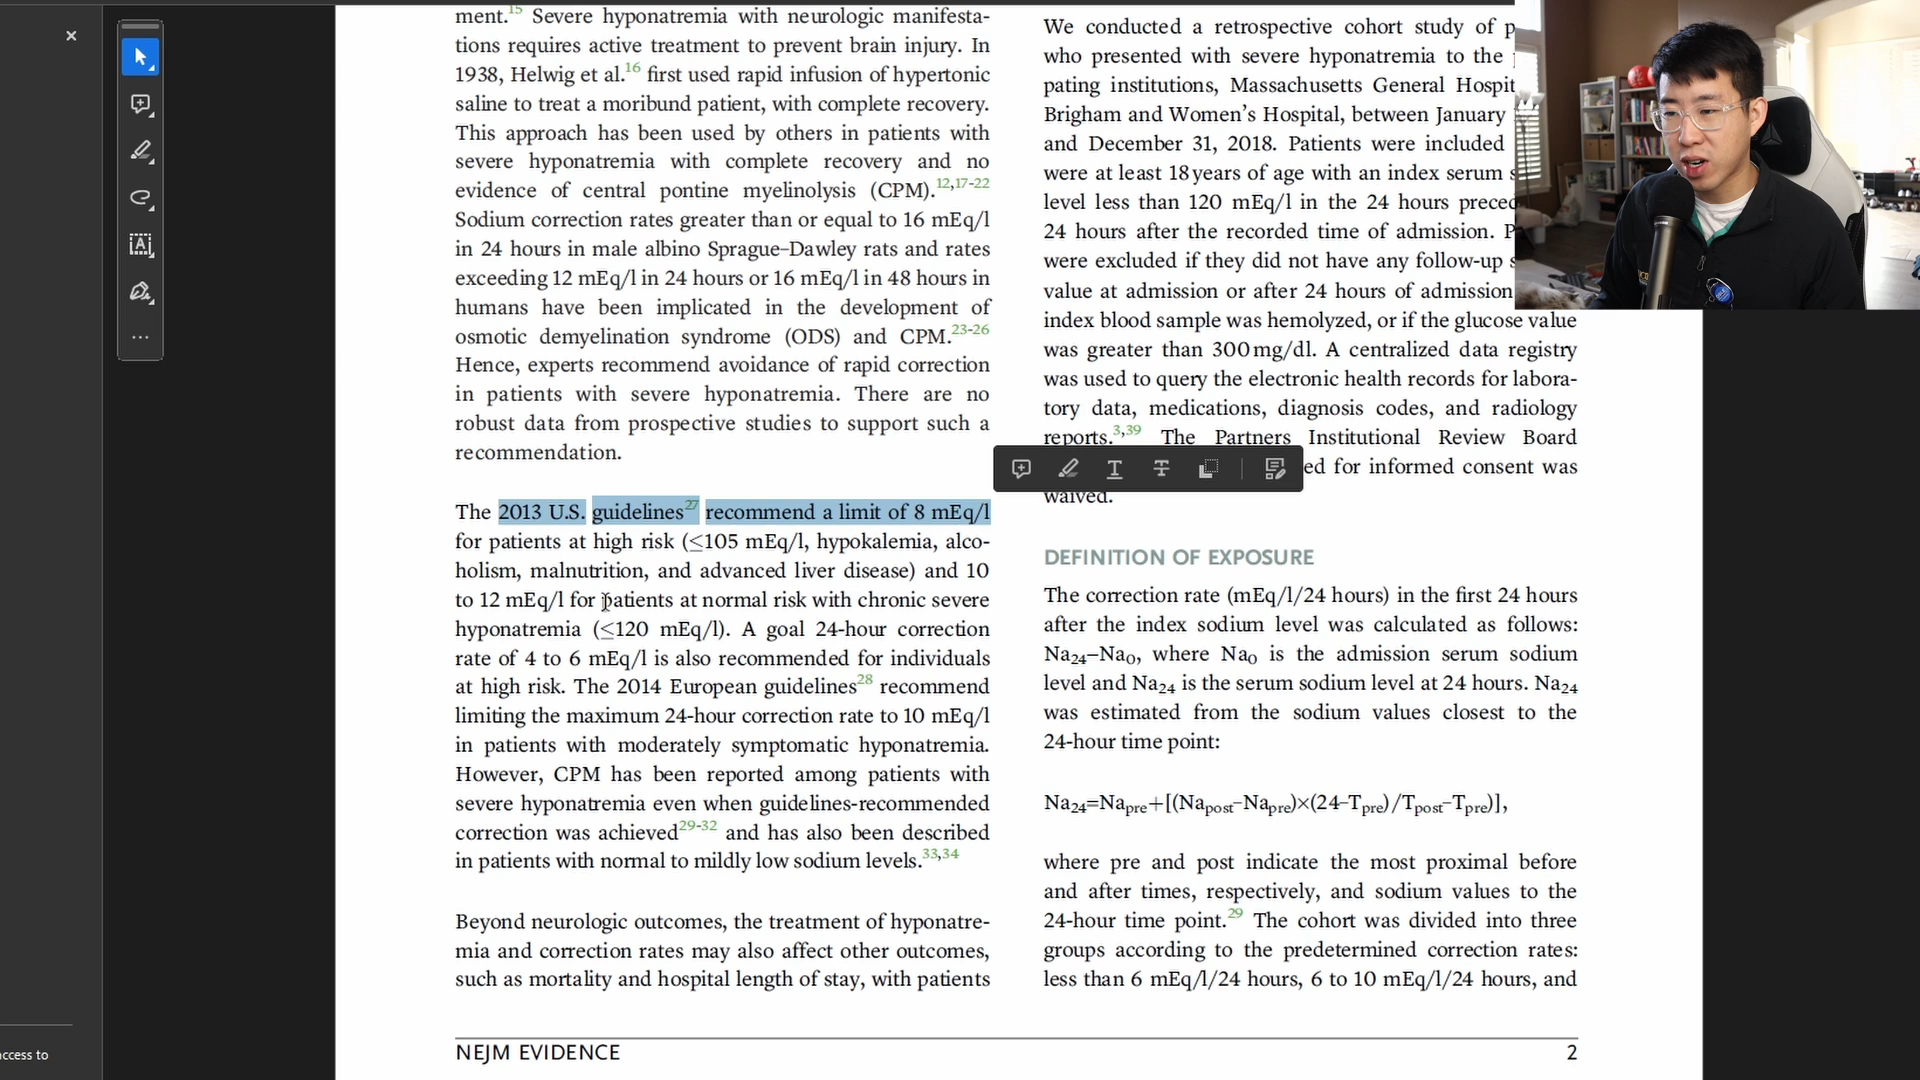 ment.15 Severe hyponatremia with neurologic manifesta-
tions requires active treatment to prevent brain injury. In
1938, Helwig et al.16 first used rapid infusion of hypertonic
saline to treat a moribund patient, with complete recovery.
This approach has been used by others in patients with
severe hyponatremia with complete recovery and no
evidence of central pontine myelinolysis (CPM).12,17-22
Sodium correction rates greater than or equal to 16 mEq/l
in 24 hours in male albino Sprague–Dawley rats and rates
exceeding 12 mEq/l in 24 hours or 16 mEq/l in 48 hours in
humans have been implicated in the development of
osmotic demyelination syndrome (ODS) and CPM.23-26
Hence, experts recommend avoidance of rapid correction
in patients with severe hyponatremia. There are no
robust data from prospective studies to support such a
recommendation.
The 2013 U.S. guidelines27 recommend a limit of 8 mEq/l
for patients at high risk (≤105 mEq/l, hypokalemia, alco-
holism, malnutrition, and advanced liver disease) and 10
to 12 mEq/l for patients at normal risk with chronic severe
hyponatremia (≤120 mEq/l). A goal 24-hour correction
rate of 4 to 6 mEq/l is also recommended for individuals
at high risk. The 2014 European guidelines28 recommend
limiting the maximum 24-hour correction rate to 10 mEq/l
in patients with moderately symptomatic hyponatremia.
However, CPM has been reported among patients with
severe hyponatremia even when guidelines-recommended
correction was achieved29-32 and has also been described
in patients with normal to mildly low sodium levels.33,34
Beyond neurologic outcomes, the treatment of hyponatre-
mia and correction rates may also affect other outcomes,
such as mortality and hospital length of stay, with patients
We conducted a retrospective cohort study of p
who presented with severe hyponatremia to the
pating institutions, Massachusetts General Hospit
Brigham and Women’s Hospital, between January
and December 31, 2018. Patients were included
were at least 18 years of age with an index serum s
level less than 120 mEq/l in the 24 hours preced
24 hours after the recorded time of admission. P
were excluded if they did not have any follow-up s
value at admission or after 24 hours of admission
index blood sample was hemolyzed, or if the glucose value
was greater than 300 mg/dl. A centralized data registry
was used to query the electronic health records for labora-
tory data, medications, diagnosis codes, and radiology
reports.3,39 The Partners Institutional Review Board
ed for informed consent was
waived.
DEFINITION OF EXPOSURE
The correction rate (mEq/l/24 hours) in the first 24 hours
after the index sodium level was calculated as follows:
Na24–Na0, where Na0 is the admission serum sodium
level and Na24 is the serum sodium level at 24 hours. Na24
was estimated from the sodium values closest to the
24-hour time point:
Na24=Napre+[(Napost–Napre)×(24–Tpre)/Tpost–Tpre)],
where pre and post indicate the most proximal before
and after times, respectively, and sodium values to the
24-hour time point.29 The cohort was divided into three
groups according to the predetermined correction rates:
less than 6 mEq/l/24 hours, 6 to 10 mEq/l/24 hours, and
NEJM EVIDENCE
2
ccess to